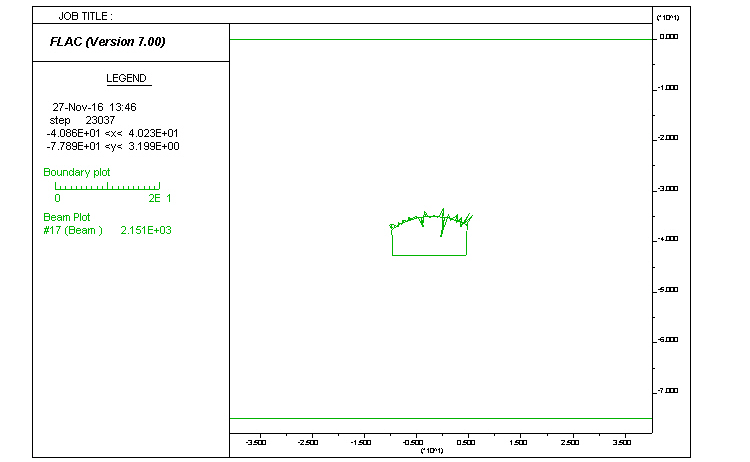 JOB TITLE :
FLAC (Version 7.00)
LEGEND
27-Nov-16 13:46
step 23037
-4.086E+01 <x< 4.023E+01
-7.789E+01 <y< 3.199E+00
Boundary plot
0 2E 1
Beam Plot
#17 (Beam ) 2.151E+03
(*10^1)
0.000
-1.000
-2.000
-3.000
-4.000
-5.000
-6.000
-7.000
-3.500 -2.500 -1.500 -0.500 0.500 1.500 2.500 3.500
(*10^1)